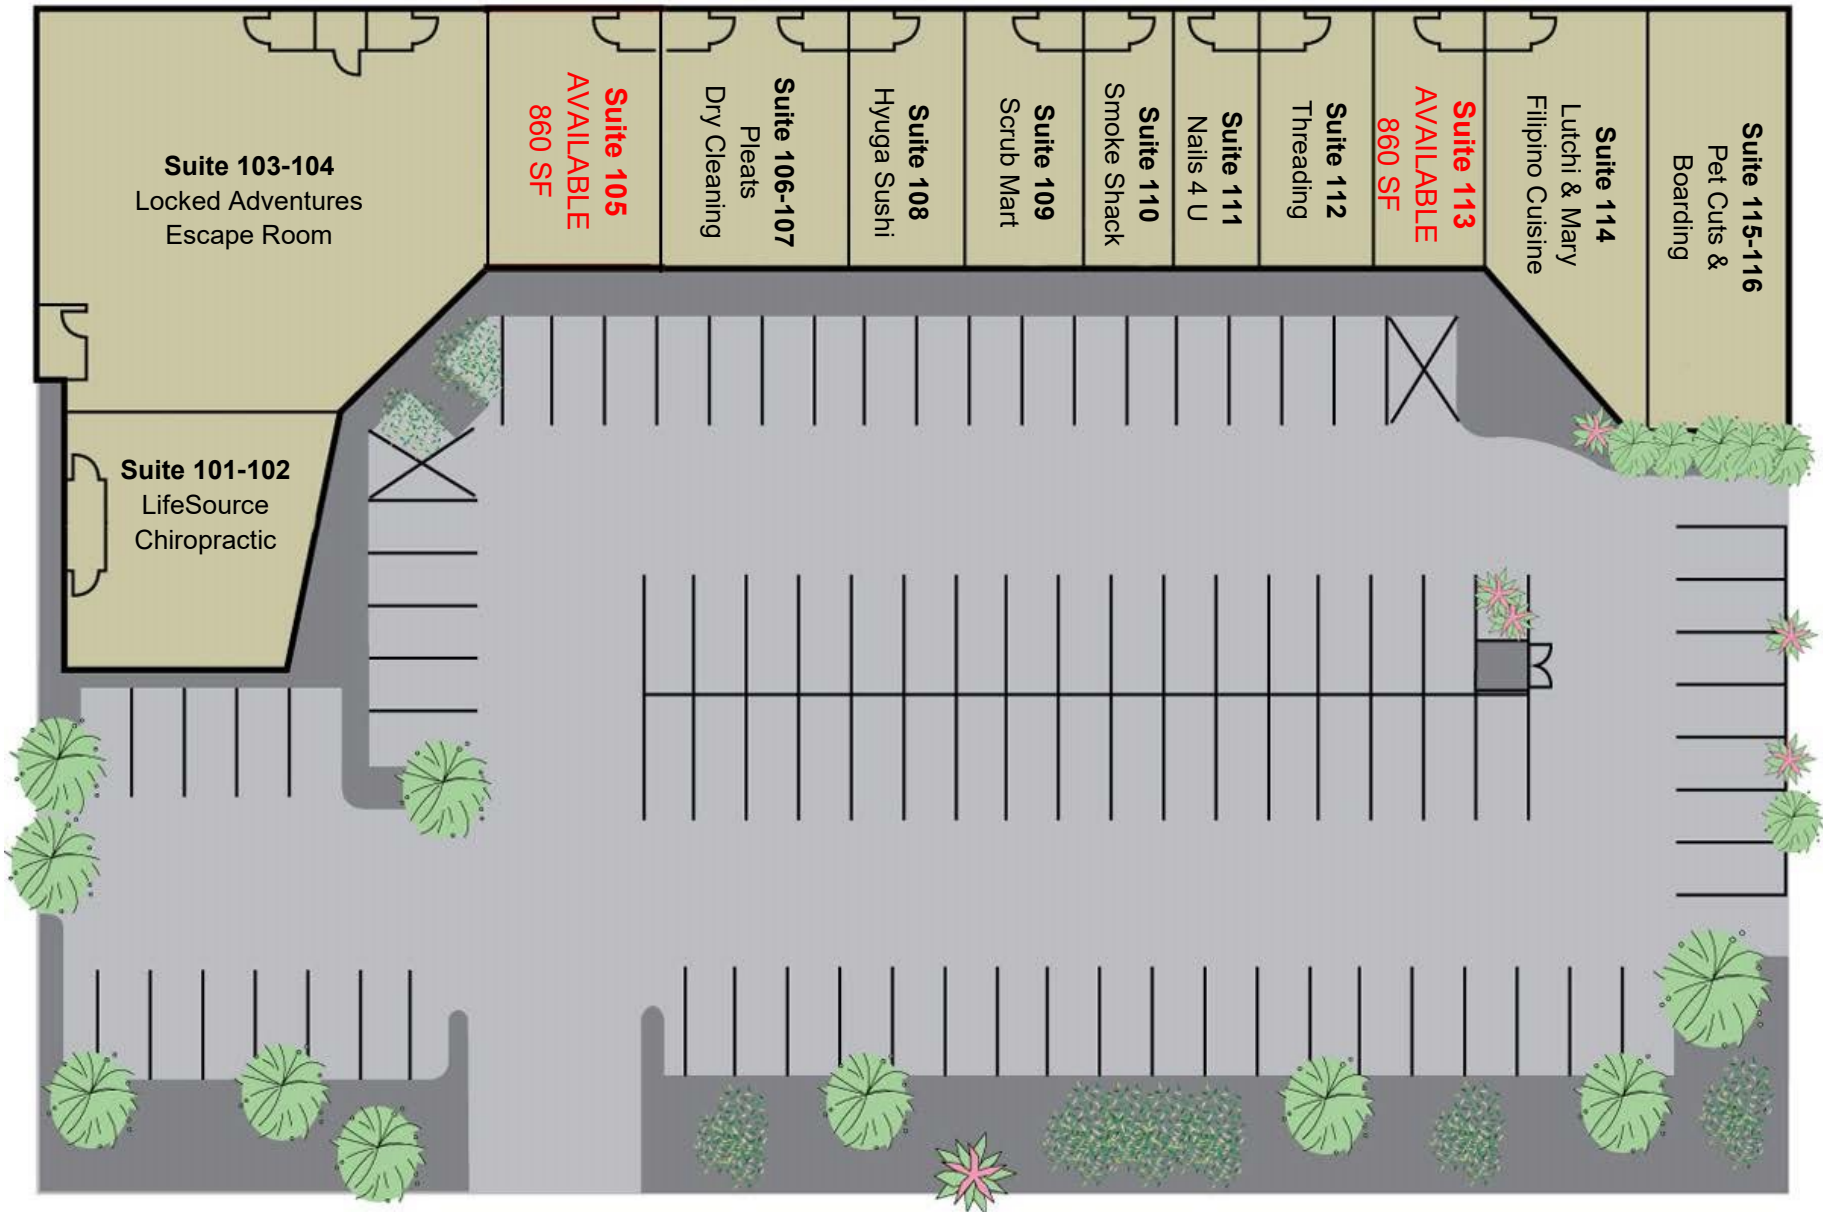 Suite 103-104
Locked Adventures
Escape Room
Suite 101-102
LifeSource
Chiropractic
Suite 105
AVAILABLE
860 SF
Suite 106-107
Pleats
Dry Cleaning
Suite 108
Hyuga Sushi
Suite 109
Scrub Mart
Suite 110
Smoke Shack
Suite 111
Nails 4 U
Suite 112
Threading
Suite 113
AVAILABLE
860 SF
Suite 114
Lutchi & Mary
Filipino Cuisine
Suite 115-116
Pet Cuts &
Boarding